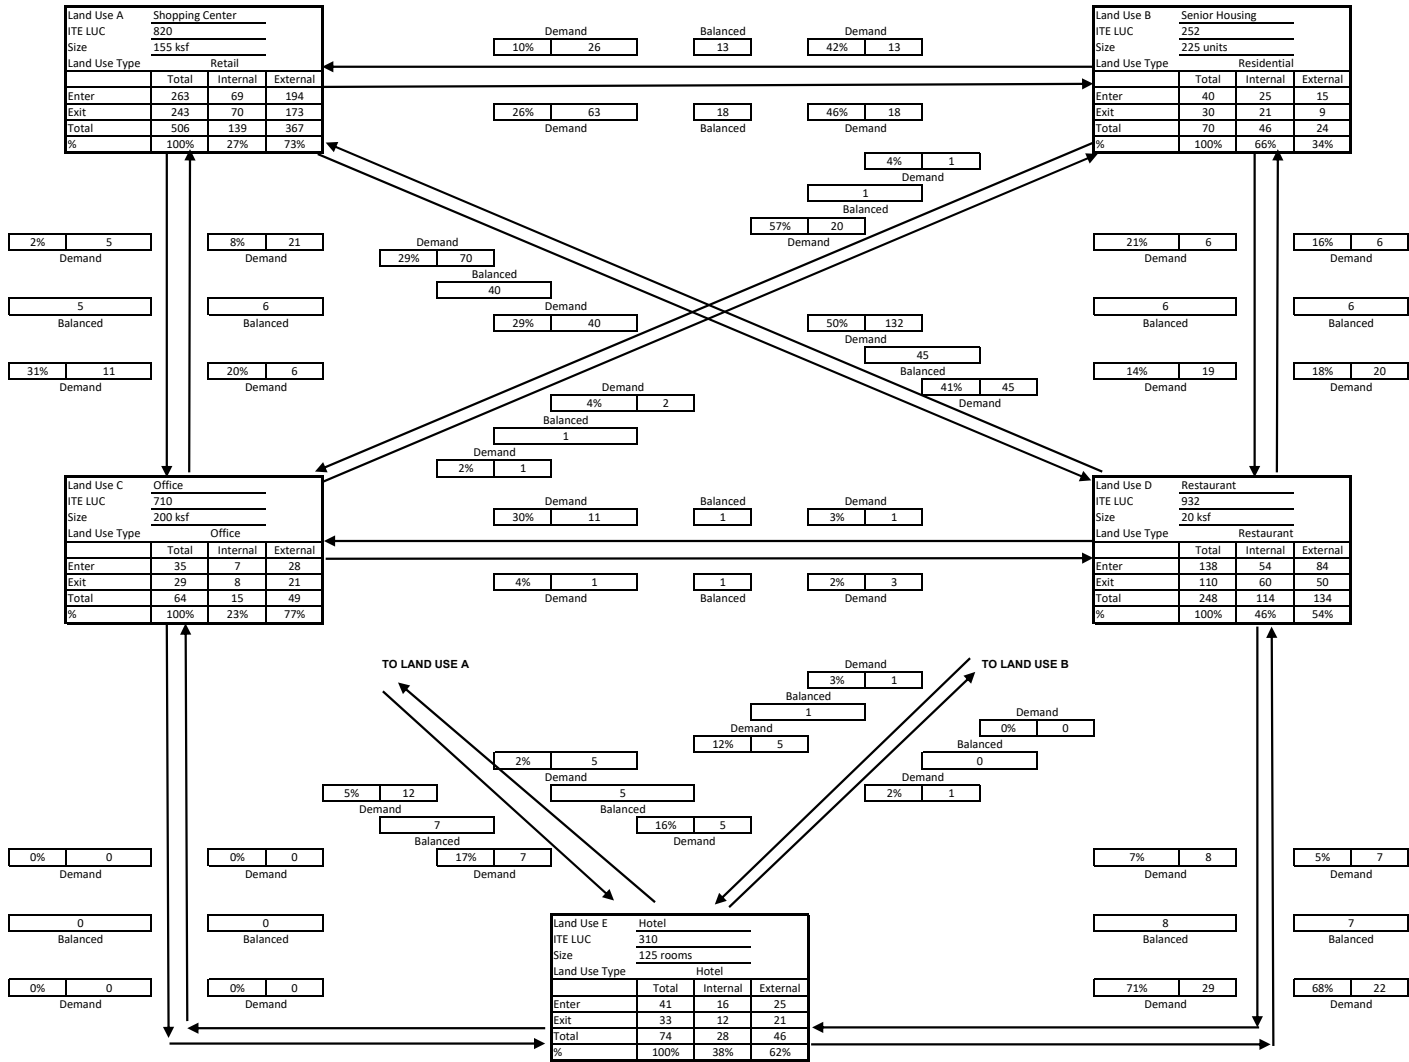 Land Use A Shopping Center
ITE LUC 820
Size 155 ksf
Land Use Type Retail
Total Internal External
Enter 263 69 194
Exit 243 70 173
Total 506 139 367
% 100% 27% 73%
Demand Balanced Demand
10% 26 13 42% 13
26% 63 18 46% 18
Demand Balanced Demand
Land Use B Senior Housing
ITE LUC 252
Size 225 units
Land Use Type Residential
Total Internal External
Enter 40 25 15
Exit 30 21 9
Total 70 46 24
% 100% 66% 34%
4% 1
Demand
1
Balanced
57% 20
Demand
2% 5
Demand
5
Balanced
31% 11
Demand
8% 21
Demand
6
Balanced
20% 6
Demand
Demand
29% 70
Balanced
40
Demand
29% 40
50% 132
Demand
45
Balanced
41% 45
Demand
21% 6
Demand
6
Balanced
14% 19
Demand
16% 6
Demand
6
Balanced
18% 20
Demand
Demand
4% 2
Balanced
1
Demand
2% 1
Land Use C Office
ITE LUC 710
Size 200 ksf
Land Use Type Office
Total Internal External
Enter 35 7 28
Exit 29 8 21
Total 64 15 49
% 100% 23% 77%
Demand Balanced Demand
30% 11 1 3% 1
4% 1 1 2% 3
Demand Balanced Demand
Land Use D Restaurant
ITE LUC 932
Size 20 ksf
Land Use Type Restaurant
Total Internal External
Enter 138 54 84
Exit 110 60 50
Total 248 114 134
% 100% 46% 54%
TO LAND USE A
TO LAND USE B
Demand
3% 1
Balanced
1
Demand
12% 5
Demand
0% 0
Balanced
0
Demand
2% 1
2% 5
Demand
5
Balanced
16% 5
Demand
5% 12
Demand
7
Balanced
17% 7
Demand
0% 0
Demand
0
Balanced
0% 0
Demand
0% 0
Demand
0
Balanced
0% 0
Demand
7% 8
Demand
8
Balanced
71% 29
Demand
5% 7
Demand
7
Balanced
68% 22
Demand
Land Use E Hotel
ITE LUC 310
Size 125 rooms
Land Use Type Hotel
Total Internal External
Enter 41 16 25
Exit 33 12 21
Total 74 28 46
% 100% 38% 62%